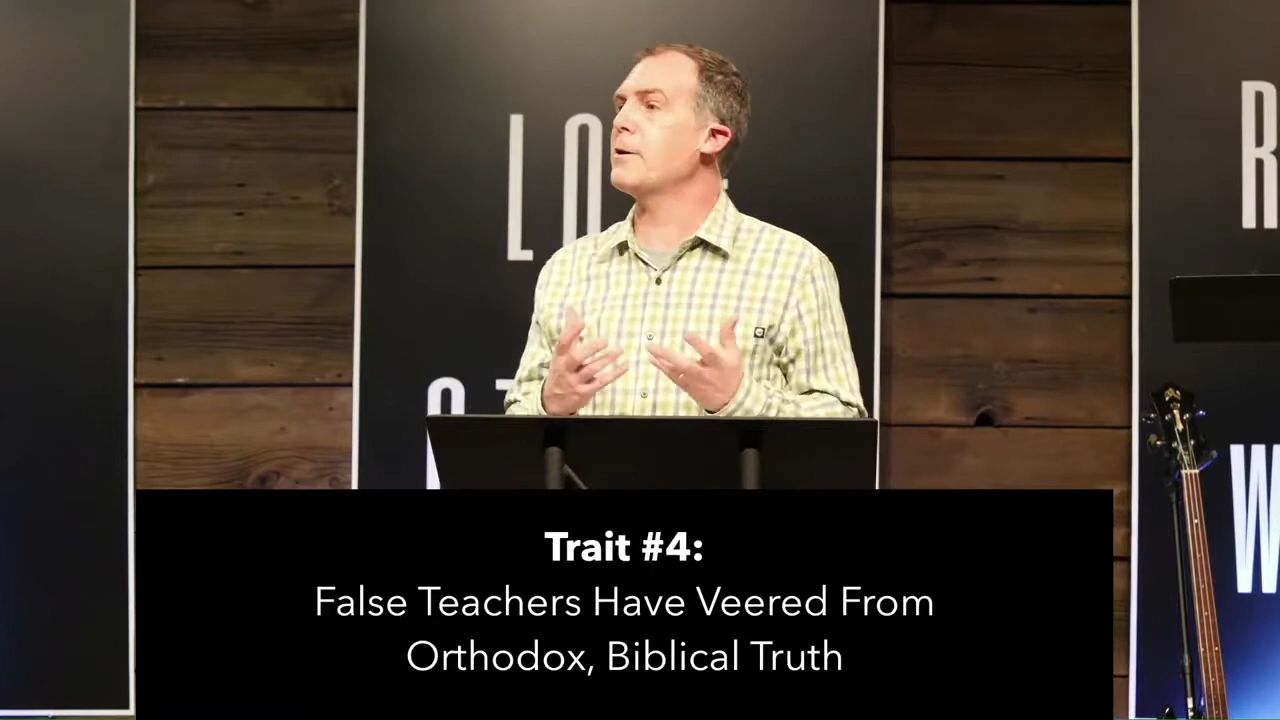 Trait #4:
False Teachers Have Veered From
Orthodox, Biblical Truth